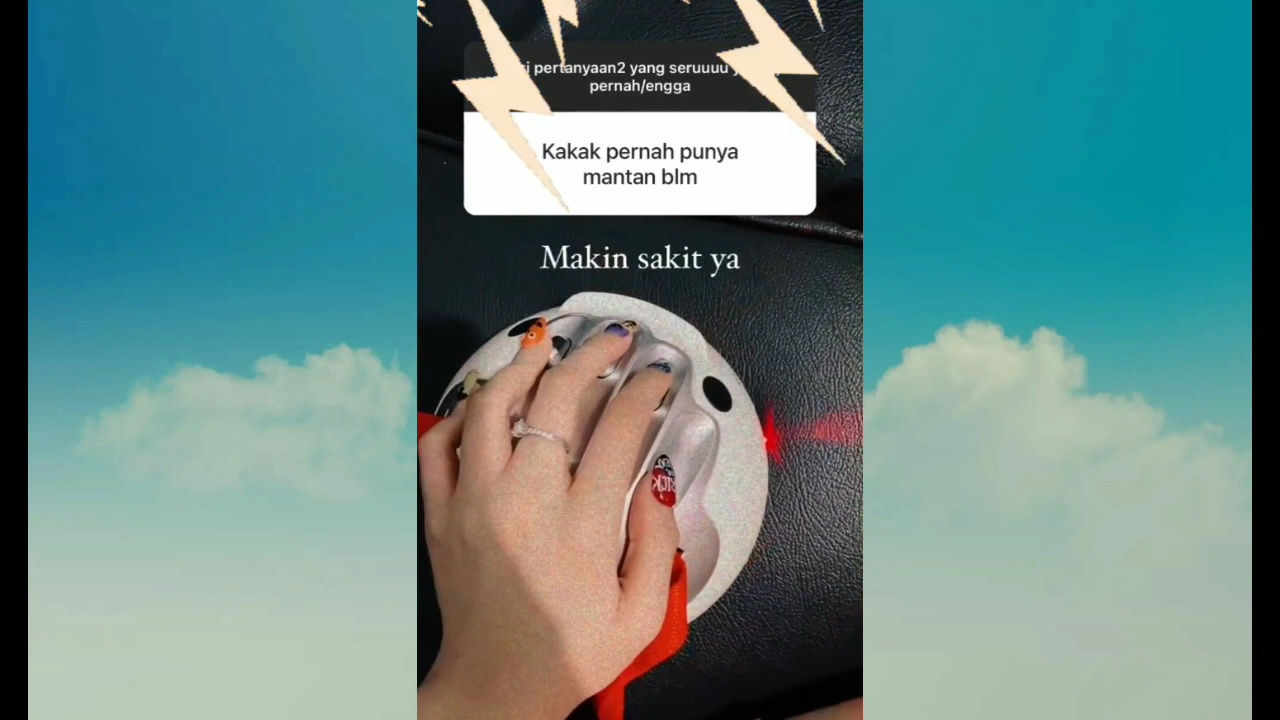 pertanyaan2 yang seruuuu
pernah/engga
Kakak pernah punya
mantan blm
Makin sakit ya